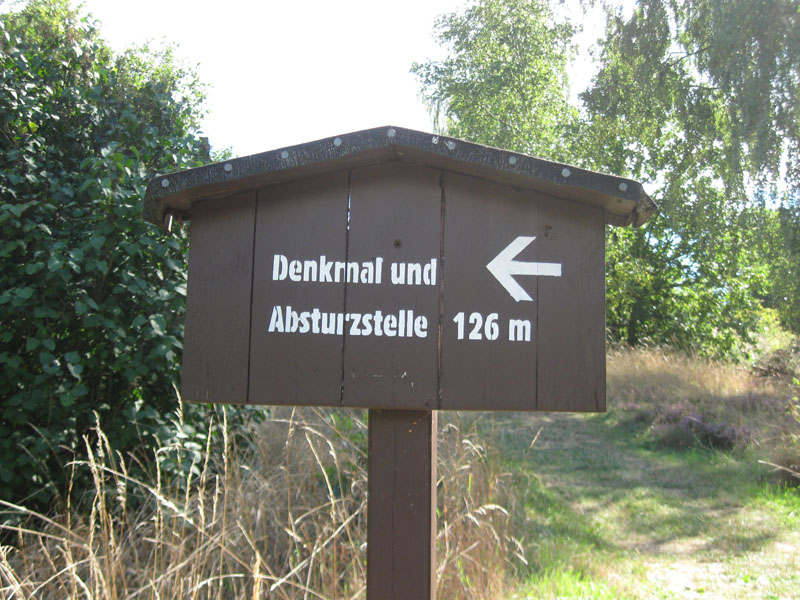 Denkmal und
Absturzstelle 126 m